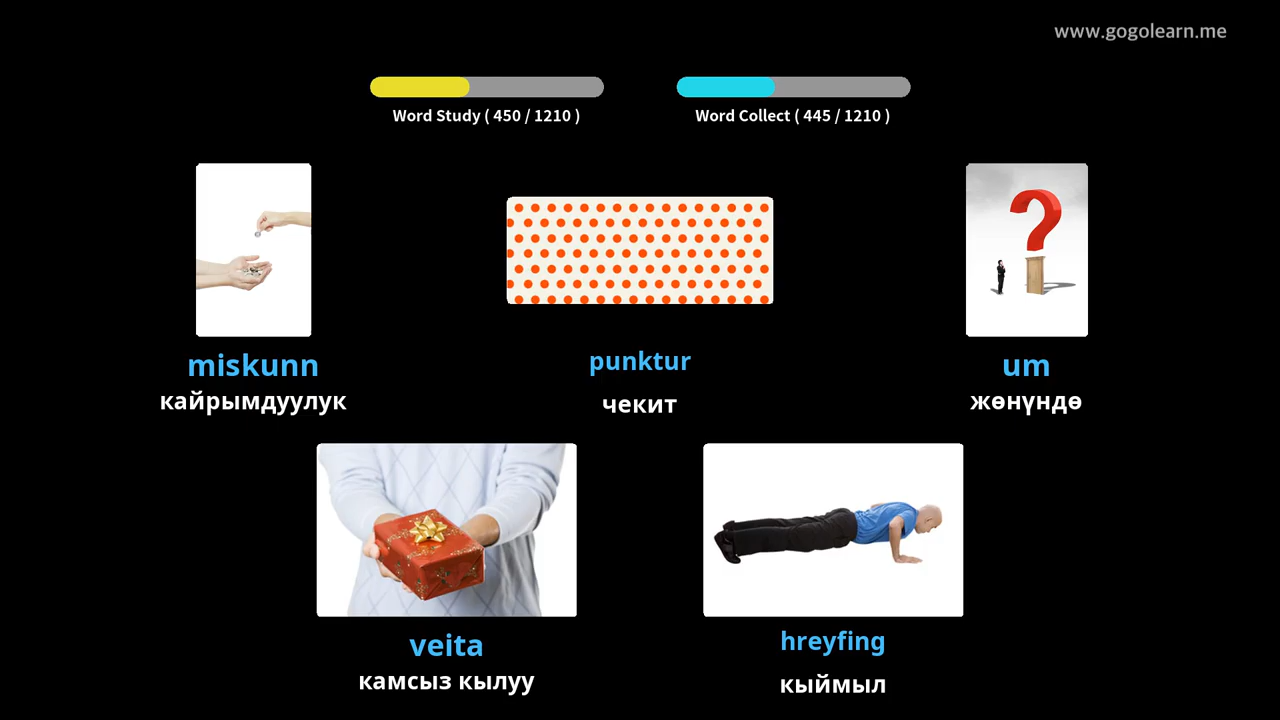 www.gogolearn.me
Word Study ( 450 / 1210 )
Word Collect ( 445 / 1210 )
miskunn
кайрымдуулук
punktur
чекит
um
жөнүндө
veita
камсыз кылуу
hreyfing
кыймыл